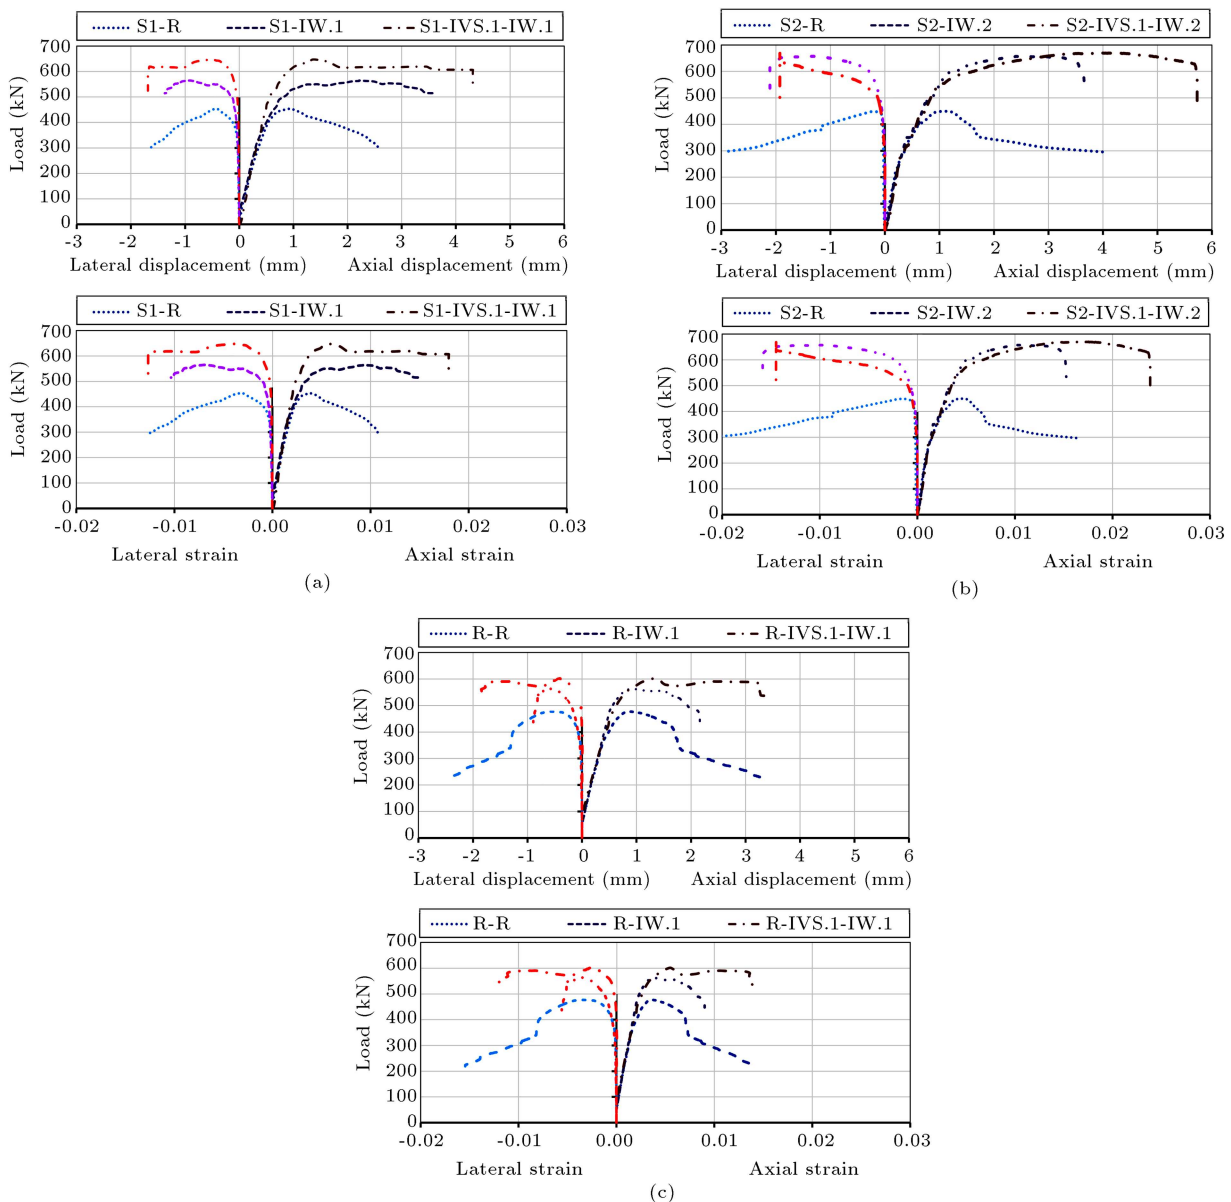 S1-R S1-IW.1 S1-IVS.1-IW.1
Load (kN)
700
600
500
400
300
200
100
0
-3 -2 -1 0 1 2 3 4 5 6
Lateral displacement (mm) Axial displacement (mm)
S1-R S1-IW.1 S1-IVS.1-IW.1
Load (kN)
700
600
500
400
300
200
100
0
-0.02 -0.01 0.00 0.01 0.02 0.03
Lateral strain Axial strain
(a)
S2-R S2-IW.2 S2-IVS.1-IW.2
Load (kN)
700
600
500
400
300
200
100
0
-3 -2 -1 0 1 2 3 4 5 6
Lateral displacement (mm) Axial displacement (mm)
S2-R S2-IW.2 S2-IVS.1-IW.2
Load (kN)
700
600
500
400
300
200
100
0
-0.02 -0.01 0.00 0.01 0.02 0.03
Lateral strain Axial strain
(b)
R-R R-IW.1 R-IVS.1-IW.1
Load (kN)
700
600
500
400
300
200
100
0
-3 -2 -1 0 1 2 3 4 5 6
Lateral displacement (mm) Axial displacement (mm)
R-R R-IW.1 R-IVS.1-IW.1
Load (kN)
700
600
500
400
300
200
100
0
-0.02 -0.01 0.00 0.01 0.02 0.03
Lateral strain Axial strain
(c)